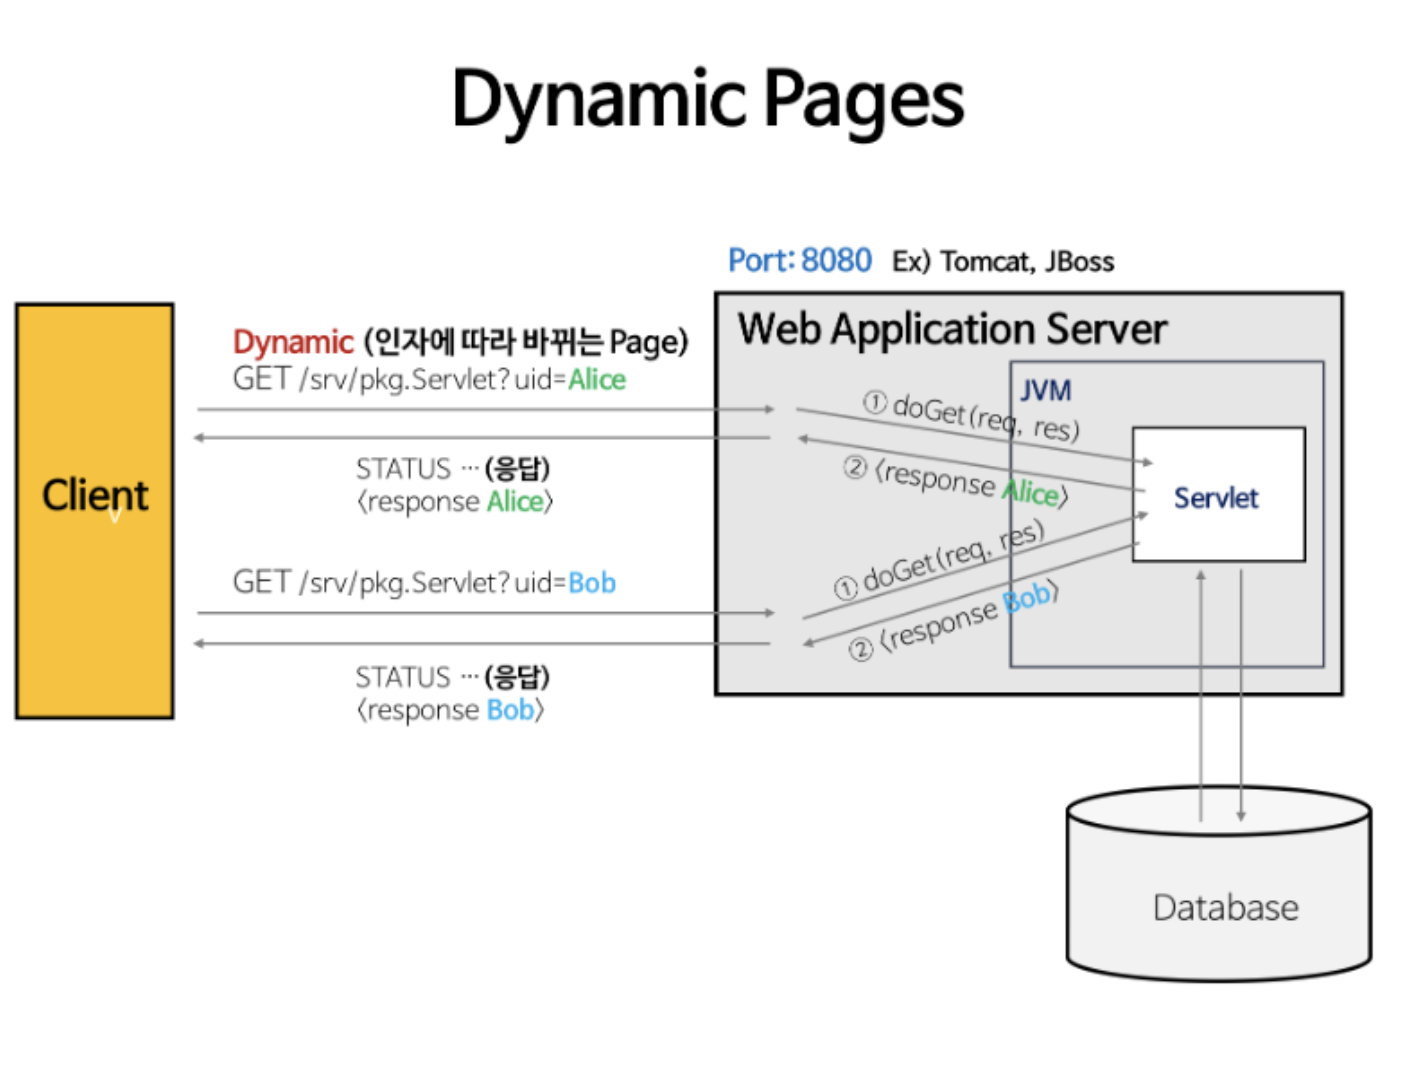 Dynamic Pages
Port: 8080 Ex) Tomcat, JBoss
Web Application Server
Dynamic (인자에 따라 바뀌는 Page)
GET /srv/pkg.Servlet?uid=Alice
JVM
① doGet(req, res)
STATUS … (응답)
〈response Alice〉
② 〈response Alice〉
Client
Servlet
GET /srv/pkg.Servlet?uid=Bob
① doGet(req, res)
② 〈response Bob〉
STATUS … (응답)
〈response Bob〉
Database